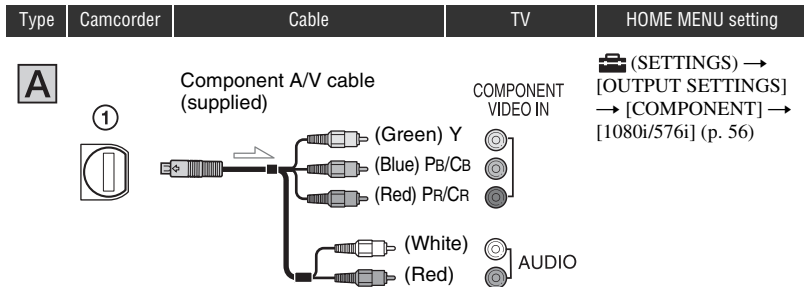 Type Camcorder Cable TV HOME MENU setting
A
①
Component A/V cable
(supplied)
(Green) Y
(Blue) PB/CB
(Red) PR/CR
(White)
(Red)
COMPONENT
VIDEO IN
AUDIO
(SETTINGS) →
[OUTPUT SETTINGS]
→ [COMPONENT] →
[1080i/576i] (p. 56)